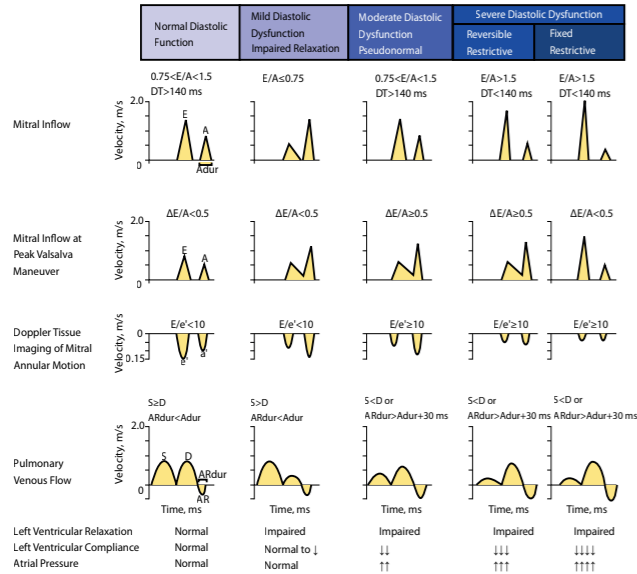 Normal Diastolic
Function
Mild Diastolic
Dysfunction
Impaired Relaxation
Moderate Diastolic
Dysfunction
Pseudonormal
Severe Diastolic Dysfunction
Reversible
Restrictive
Fixed
Restrictive
0.75<E/A<1.5
DT>140 ms
E/A≤0.75
0.75<E/A<1.5
DT>140 ms
E/A>1.5
DT<140 ms
E/A>1.5
DT<140 ms
Mitral Inflow
Velocity, m/s
2.0
0
E
A
Adur
ΔE/A<0.5
ΔE/A<0.5
ΔE/A≥0.5
ΔE/A≥0.5
ΔE/A<0.5
Mitral Inflow at
Peak Valsalva
Maneuver
Velocity, m/s
2.0
0
E
A
Doppler Tissue
Imaging of Mitral
Annular Motion
Velocity, m/s
0
0.15
E/e'<10
E/e'<10
E/e'≥10
E/e'≥10
E/e'≥10
e'
a'
S≥D
ARdur<Adur
S>D
ARdur<Adur
S<D or
ARdur>Adur+30 ms
S<D or
ARdur>Adur+30 ms
S<D or
ARdur>Adur+30 ms
Pulmonary
Venous Flow
Velocity, m/s
2.0
0
S
D
ARdur
AR
Time, ms
Time, ms
Time, ms
Time, ms
Time, ms
Left Ventricular Relaxation Normal Impaired Impaired Impaired Impaired
Left Ventricular Compliance Normal Normal to ↓ ↓↓ ↓↓↓ ↓↓↓↓
Atrial Pressure Normal Normal ↑↑ ↑↑↑ ↑↑↑↑